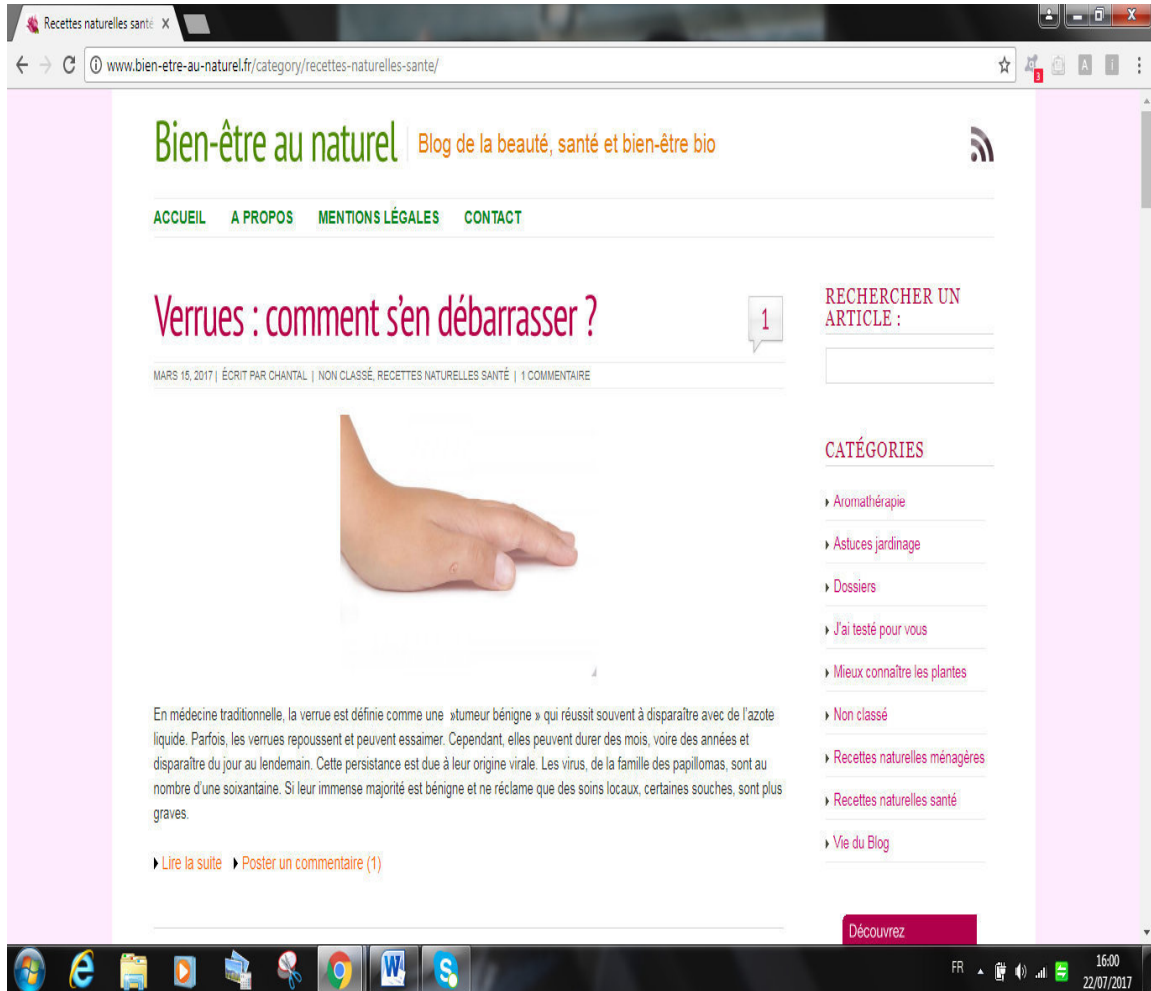 Recettes naturelles santé
www.bien-etre-au-naturel.fr/category/recettes-naturelles-sante/
3
Bien-être au naturel
Blog de la beauté, santé et bien-être bio
ACCUEIL A PROPOS MENTIONS LÉGALES CONTACT
Verrues : comment s'en débarrasser ?
1
MARS 15, 2017 | ÉCRIT PAR CHANTAL | NON CLASSÉ, RECETTES NATURELLES SANTÉ | 1 COMMENTAIRE
En médecine traditionnelle, la verrue est définie comme une »tumeur bénigne » qui réussit souvent à disparaître avec de l'azote
liquide. Parfois, les verrues repoussent et peuvent essaimer. Cependant, elles peuvent durer des mois, voire des années et
disparaître du jour au lendemain. Cette persistance est due à leur origine virale. Les virus, de la famille des papillomas, sont au
nombre d'une soixantaine. Si leur immense majorité est bénigne et ne réclame que des soins locaux, certaines souches, sont plus
graves.
Lire la suite Poster un commentaire (1)
RECHERCHER UN
ARTICLE :
CATÉGORIES
Aromathérapie
Astuces jardinage
Dossiers
J'ai testé pour vous
Mieux connaître les plantes
Non classé
Recettes naturelles ménagères
Recettes naturelles santé
Vie du Blog
Découvrez
FR
16:00
22/07/2017